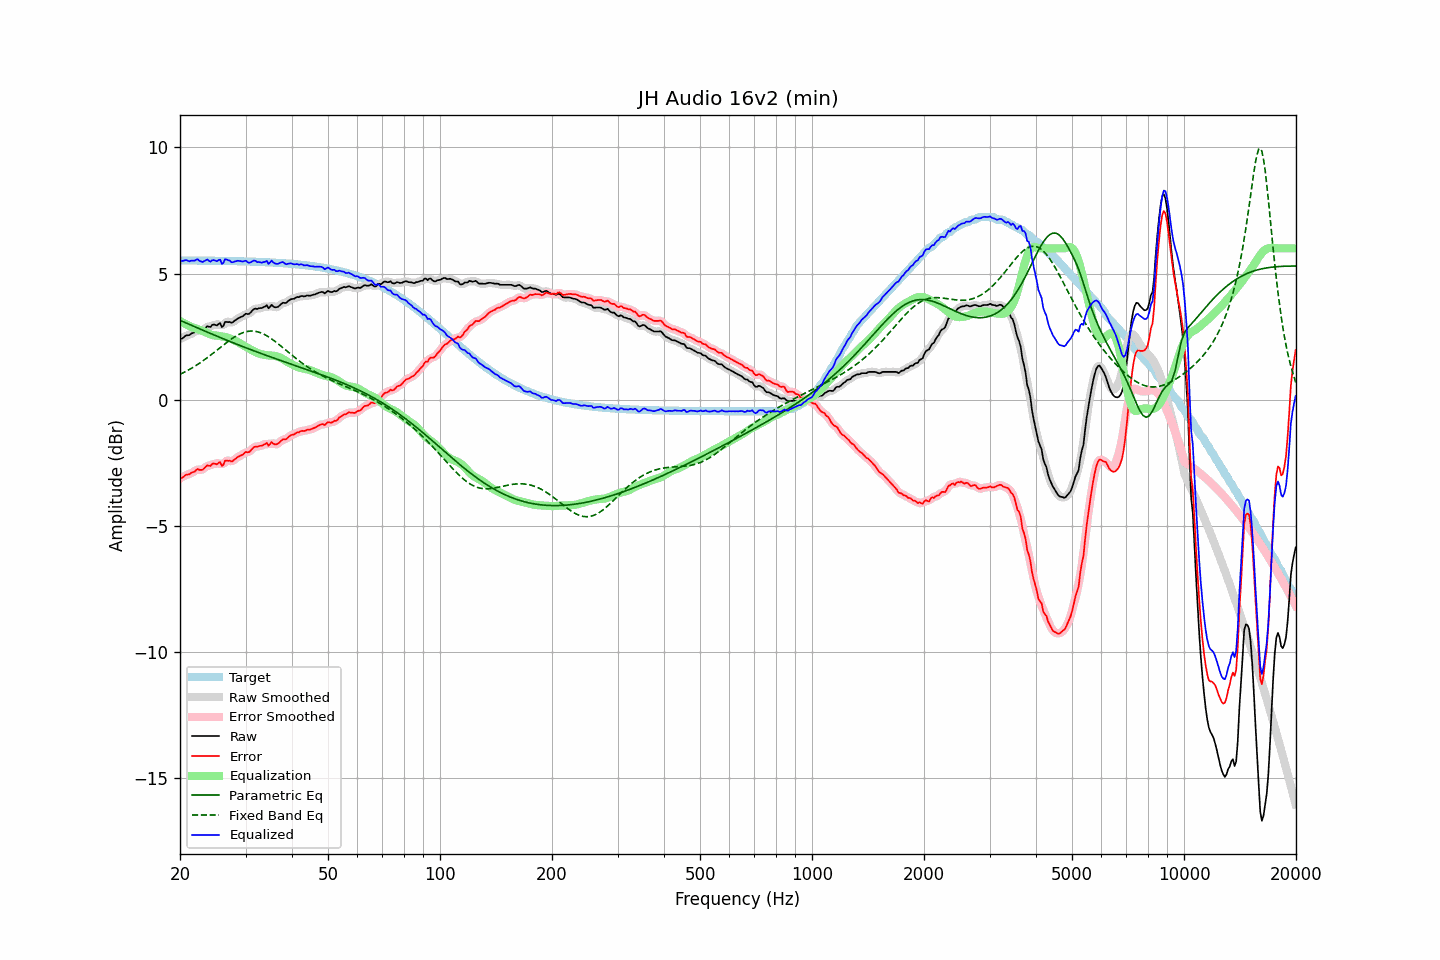 JH Audio 16v2 (min)
Amplitude (dBr)
10
5
0
−5
−10
−15
Target
Raw Smoothed
Error Smoothed
Raw
Error
Equalization
Parametric Eq
Fixed Band Eq
Equalized
20 50 100 200 500 1000 2000 5000 10000 20000
Frequency (Hz)